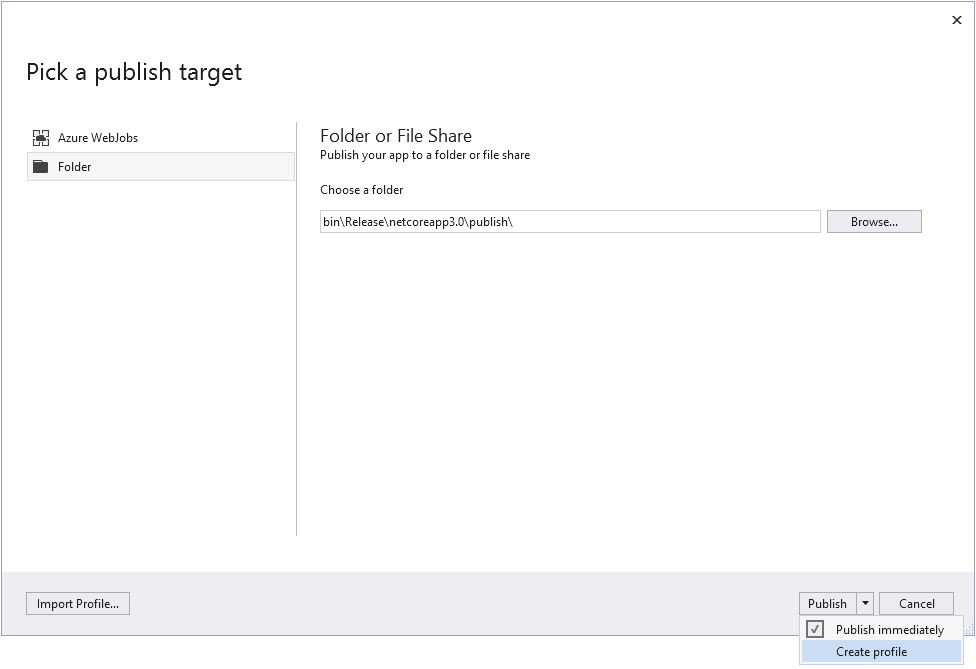 Pick a publish target
Azure WebJobs
Folder
Folder or File Share
Publish your app to a folder or file share
Choose a folder
bin\Release\netcoreapp3.0\publish\
Browse...
Import Profile...
Publish
Cancel
Publish immediately
Create profile